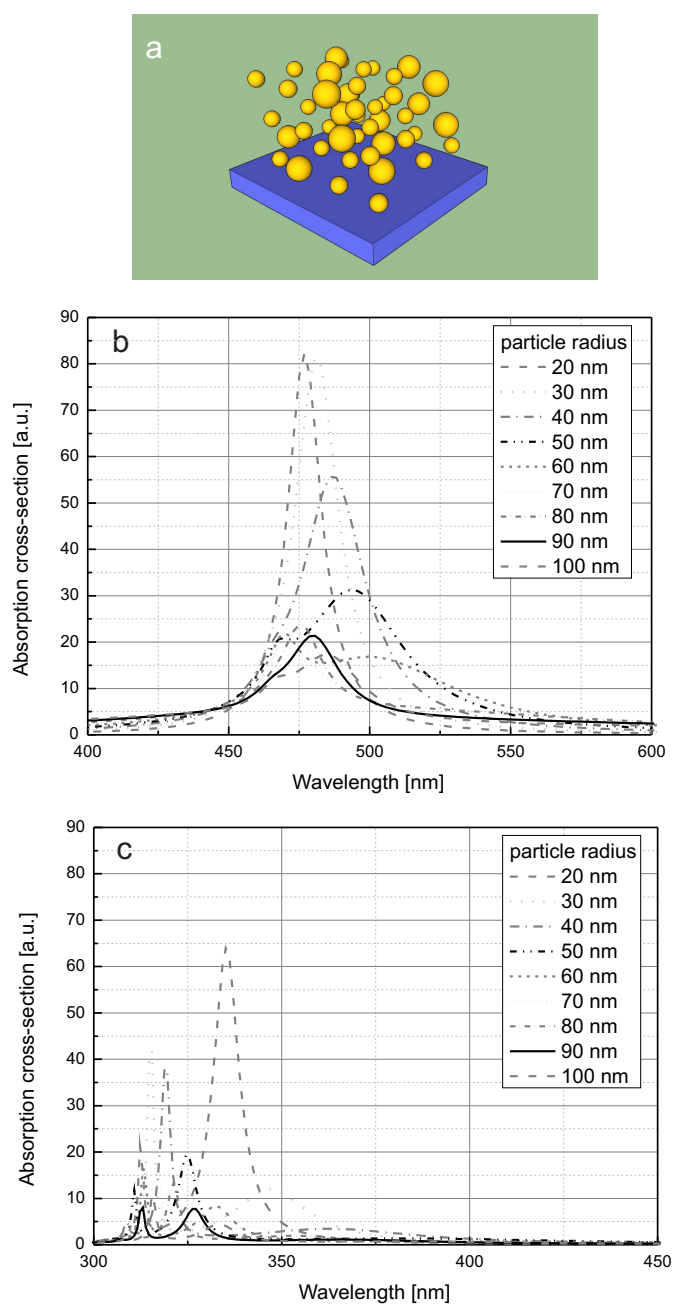 a
b
90
80
70
60
50
40
30
20
10
0
Absorption cross-section [a.u.]
particle radius
20 nm
30 nm
40 nm
50 nm
60 nm
70 nm
80 nm
90 nm
100 nm
400 450 500 550 600
Wavelength [nm]
c
90
80
70
60
50
40
30
20
10
0
Absorption cross-section [a.u.]
particle radius
20 nm
30 nm
40 nm
50 nm
60 nm
70 nm
80 nm
90 nm
100 nm
300 350 400 450
Wavelength [nm]